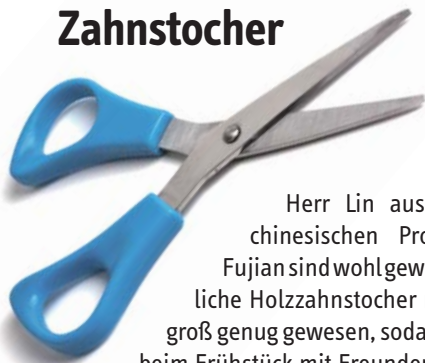 Zahnstocher
Herr Lin aus
chinesischen Pro
Fujian sind wohl gew
liche Holzzahnstocher
groß genug gewesen, soda
beim Frühstück mit Freunden